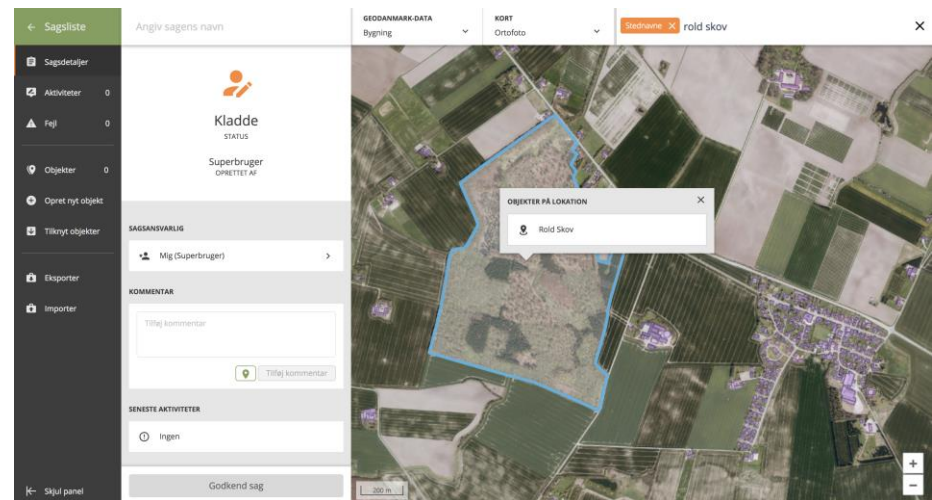 ← Sagsliste
Sagsdetaljer
Aktiviteter 0
Fejl 0
Objekter 0
Opret nyt objekt
Tilknyt objekter
Eksporter
Importer
Skjul panel
Angiv sagens navn
Kladde
STATUS
Superbruger
OPRETTET AF
SAGSANSVARLIG
Mig (Superbruger)
KOMMENTAR
Tilføj kommentar
Tilføj kommentar
SENESTE AKTIVITETER
Ingen
Godkend sag
GEODANMARK-DATA
Bygning
KORT
Ortofoto
Stednavne × rold skov
OBJEKTER PÅ LOKATION
Rold Skov
200 m
+
−